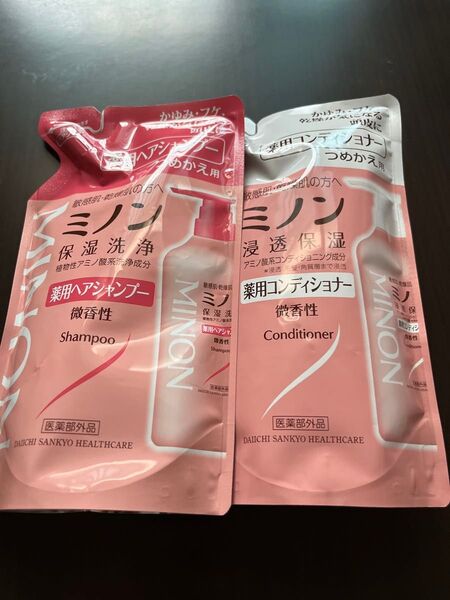 薬用ヘアシャンプー
つめかえ用
敏感肌・乾燥肌の方へ
ミノン
保湿洗浄
植物性アミノ酸系洗浄成分
薬用ヘアシャンプー
微香性
Shampoo
医薬部外品
DAIICHI SANKYO HEALTHCARE
MINON
MINON
かゆみ・フケ
頭皮に
薬用コンディショナー
つめかえ用
敏感肌・乾燥肌の方へ
ミノン
浸透保湿
アミノ酸系コンディショニング成分
薬用コンディショナー
微香性
Conditioner
医薬部外品
DAIICHI SANKYO HEALTHCARE
MINON